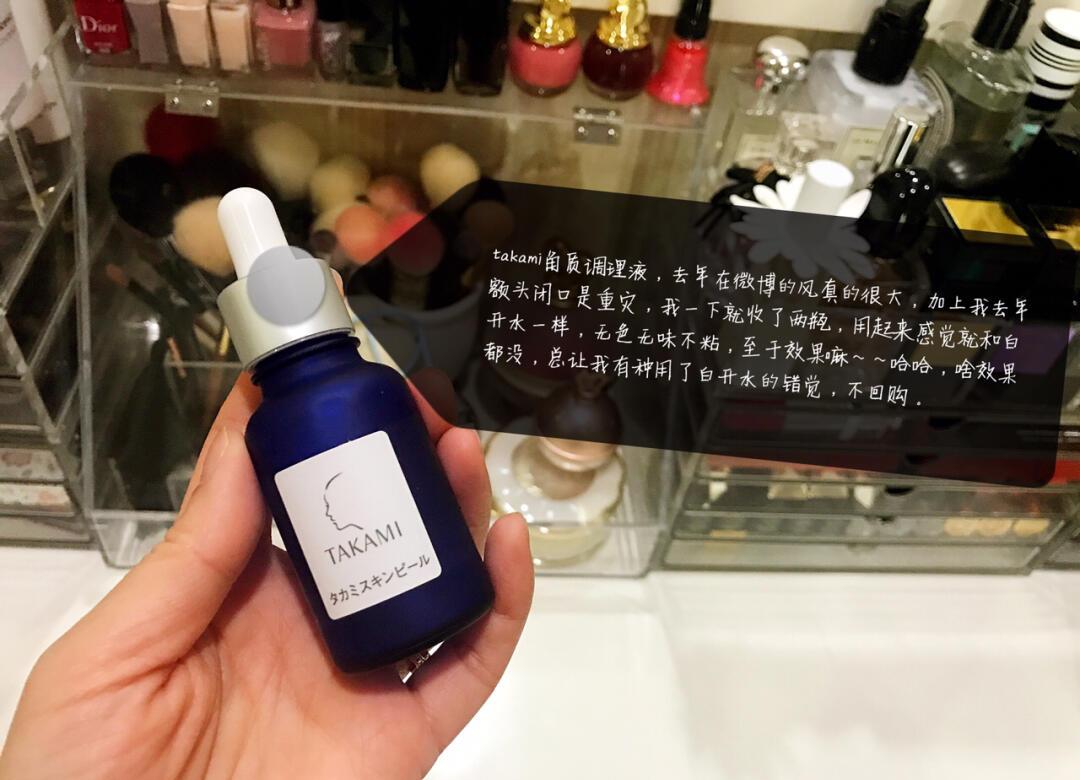 Dior
takami角质调理液，去年在微博的风真的很大，加上我去年
额头闭口是重灾，我一下就收了两瓶，用起来感觉就和白
开水一样，无色无味不粘，至于效果嘛~~哈哈，啥效果
都没，总让我有种用了白开水的错觉，不回购。
TAKAMI
タカミスキンピール